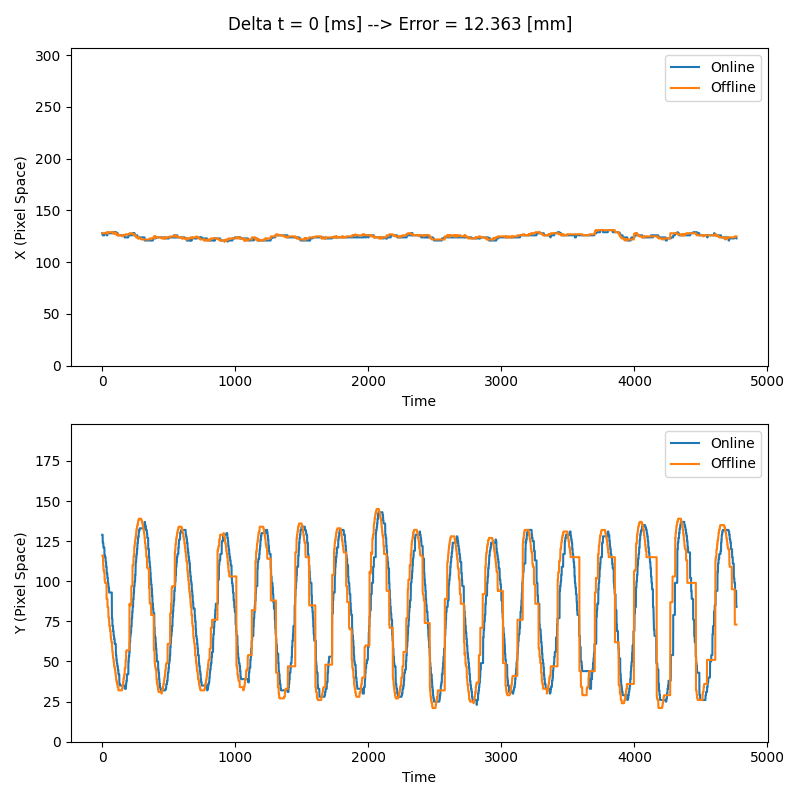 Delta t = 0 [ms] --> Error = 12.363 [mm]
300
250
200
150
100
50
0
X (Pixel Space)
Online
Offline
0 1000 2000 3000 4000 5000
Time
175
150
125
100
75
50
25
0
Y (Pixel Space)
Online
Offline
0 1000 2000 3000 4000 5000
Time